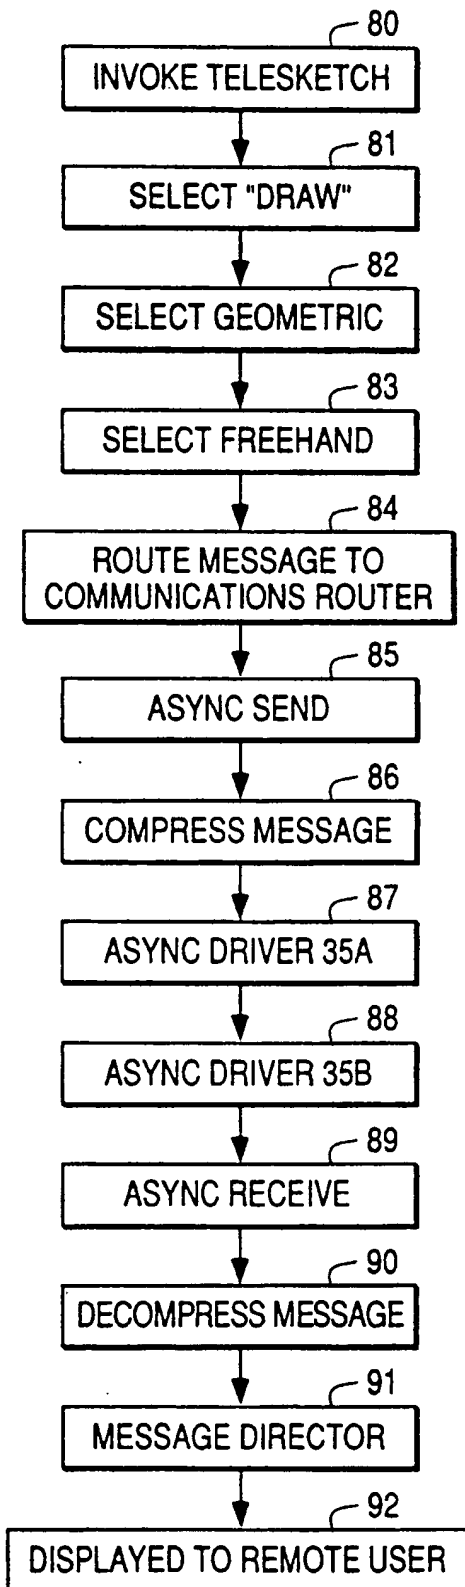 80
INVOKE TELESKETCH
81
SELECT "DRAW"
82
SELECT GEOMETRIC
83
SELECT FREEHAND
84
ROUTE MESSAGE TO
COMMUNICATIONS ROUTER
85
ASYNC SEND
86
COMPRESS MESSAGE
87
ASYNC DRIVER 35A
88
ASYNC DRIVER 35B
89
ASYNC RECEIVE
90
DECOMPRESS MESSAGE
91
MESSAGE DIRECTOR
92
DISPLAYED TO REMOTE USER